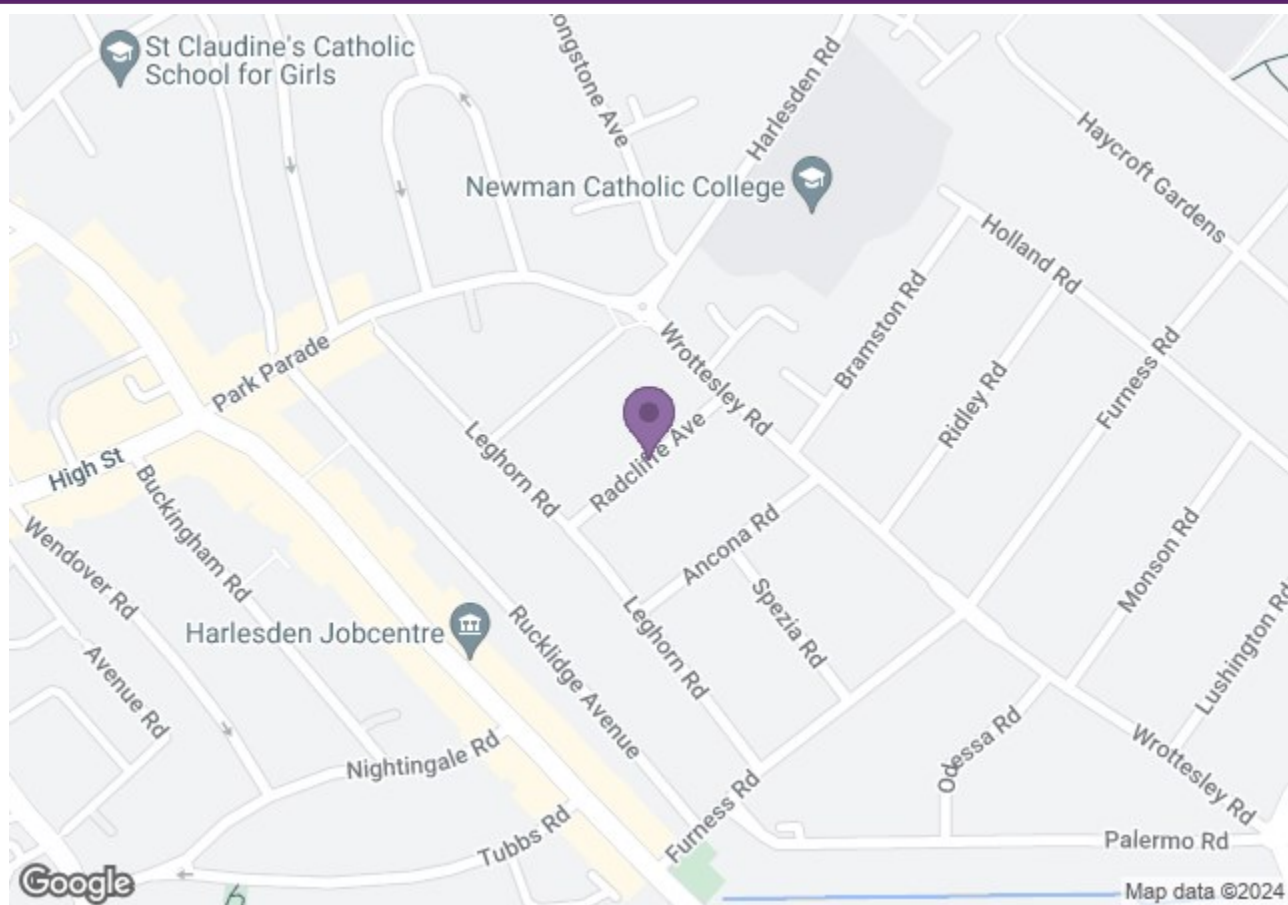 St Claudine's Catholic
School for Girls
ongstone Ave
Harlesden Rd
Haycroft Gardens
Newman Catholic College
Holland Rd
Bramston Rd
Park Parade
Wrottesley Rd
Ridley Rd
Furness Rd
Leghorn Rd
Radcliffe Ave
High St
Buckingham Rd
Ancona Rd
Monson Rd
Wendover Rd
Spezia Rd
Lushington Rd
Harlesden Jobcentre
Rucklidge Avenue
Leghorn Rd
Avenue Rd
Odessa Rd
Wrottesley Rd
Nightingale Rd
Furness Rd
Tubbs Rd
Palermo Rd
Google
Map data ©2024